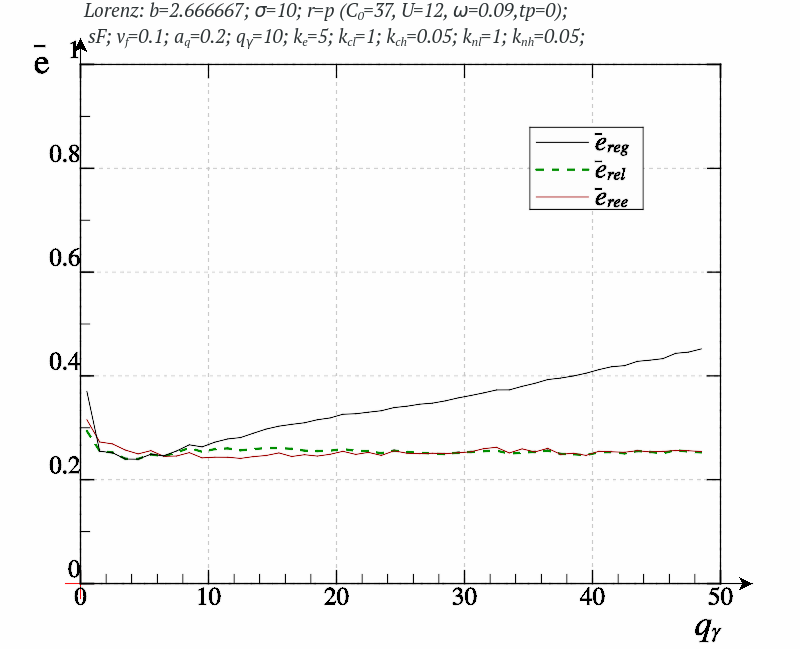 Lorenz: b=2.666667; σ=10; r=p (C₀=37, U=12, ω=0.09,tp=0);
sF; v_f=0.1; a_q=0.2; q_γ=10; k_e=5; k_cl=1; k_ch=0.05; k_nl=1; k_nh=0.05;
ē
1
0.8
0.6
0.4
0.2
0
ē_reg
ē_rel
ē_ree
0 10 20 30 40 50
q_γ